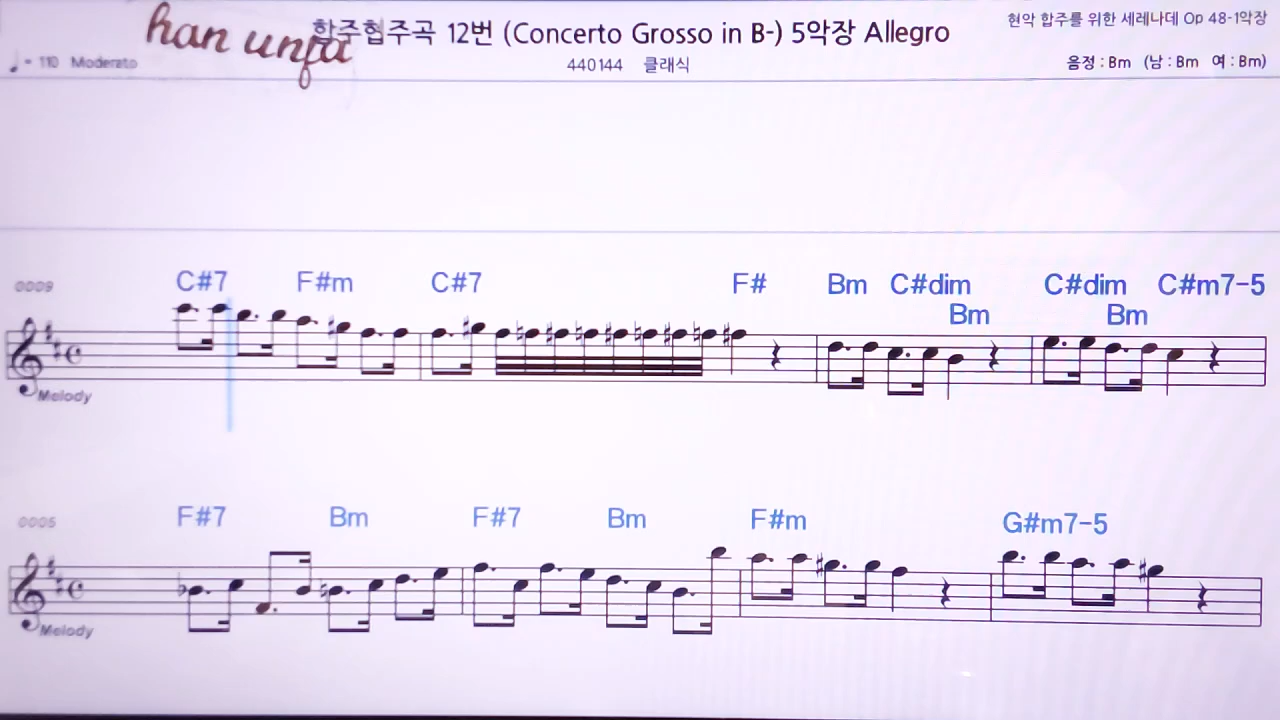 han unfa
합주협주곡 12번 (Concerto Grosso in B-) 5악장 Allegro
현악 합주를 위한 세레나데 Op 48-1악장
♩= 110 Moderato
440144 클래식
음정 : Bm (남 : Bm 여 : Bm)
0009 C#7 F#m C#7 F# Bm C#dim C#dim C#m7-5
Bm Bm
Melody
0005 F#7 Bm F#7 Bm F#m G#m7-5
Melody